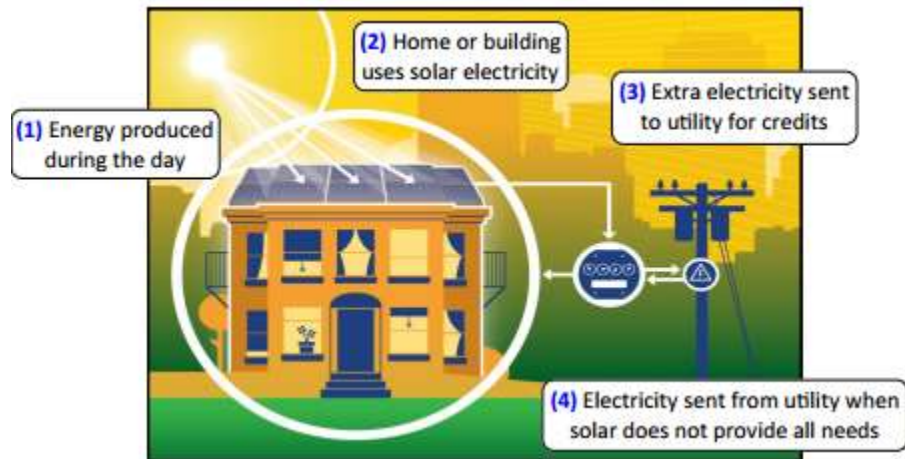 (1) Energy produced
during the day
(2) Home or building
uses solar electricity
(3) Extra electricity sent
to utility for credits
(4) Electricity sent from utility when
solar does not provide all needs